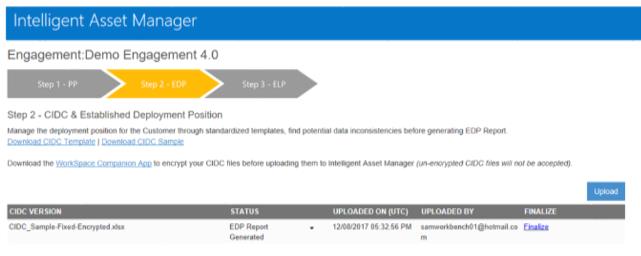 Intelligent Asset Manager
Engagement:Demo Engagement 4.0
Step 1 - PP
Step 2 - EDP
Step 3 - ELP
Step 2 - CIDC & Established Deployment Position
Manage the deployment position for the Customer through standardized templates, find potential data inconsistencies before generating EDP Report.
Download CIDC Template | Download CIDC Sample
Download the WorkSpace Companion App to encrypt your CIDC files before uploading them to Intelligent Asset Manager (un-encrypted CIDC files will not be accepted).
Upload
CIDC VERSION STATUS UPLOADED ON (UTC) UPLOADED BY FINALIZE
CIDC_Sample-Fixed-Encrypted.xlsx EDP Report 12/08/2017 05:32:56 PM samworkbench01@hotmail.co Finalize
Generated m